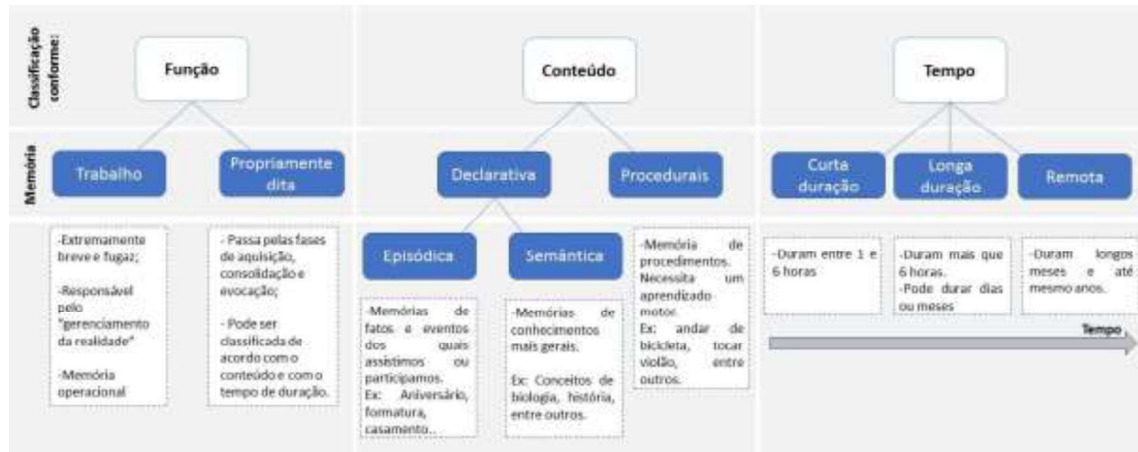 Classificação
conforme:
Função
Conteúdo
Tempo
Memória
Trabalho
Propriamente
dita
Declarativa
Procedurais
Curta
duração
Longa
duração
Remota
-Extremamente
breve e fugaz;
-Responsável
pelo
"gerenciamento
da realidade"
-Memória
operacional
- Passa pelas fases
de aquisição,
consolidação e
evocação;
- Pode ser
classificada de
acordo com o
conteúdo e com o
tempo de duração.
Episódica
-Memórias de
fatos e eventos
dos quais
assistimos ou
participamos.
Ex: Aniversário,
formatura,
casamento..
Semântica
-Memórias de
conhecimentos
mais gerais.
Ex: Conceitos de
biologia, história,
entre outros.
-Memória de
procedimentos.
Necessita um
aprendizado
motor.
Ex: andar de
bicicleta, tocar
violão, entre
outros.
-Duram entre 1 e
6 horas
-Duram mais que
6 horas.
-Pode durar dias
ou meses
-Duram longos
meses e até
mesmo anos.
Tempo